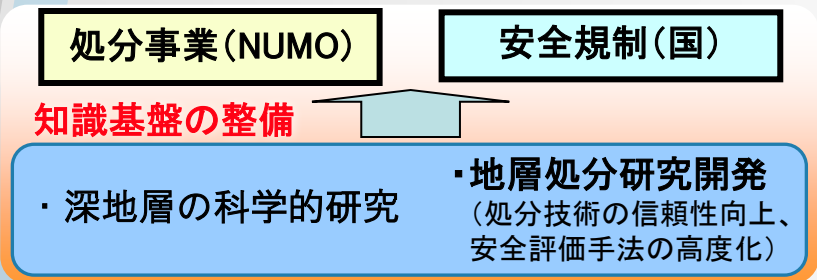 処分事業（NUMO）
安全規制（国）
知識基盤の整備
・深地層の科学的研究
・地層処分研究開発
（処分技術の信頼性向上、
安全評価手法の高度化）